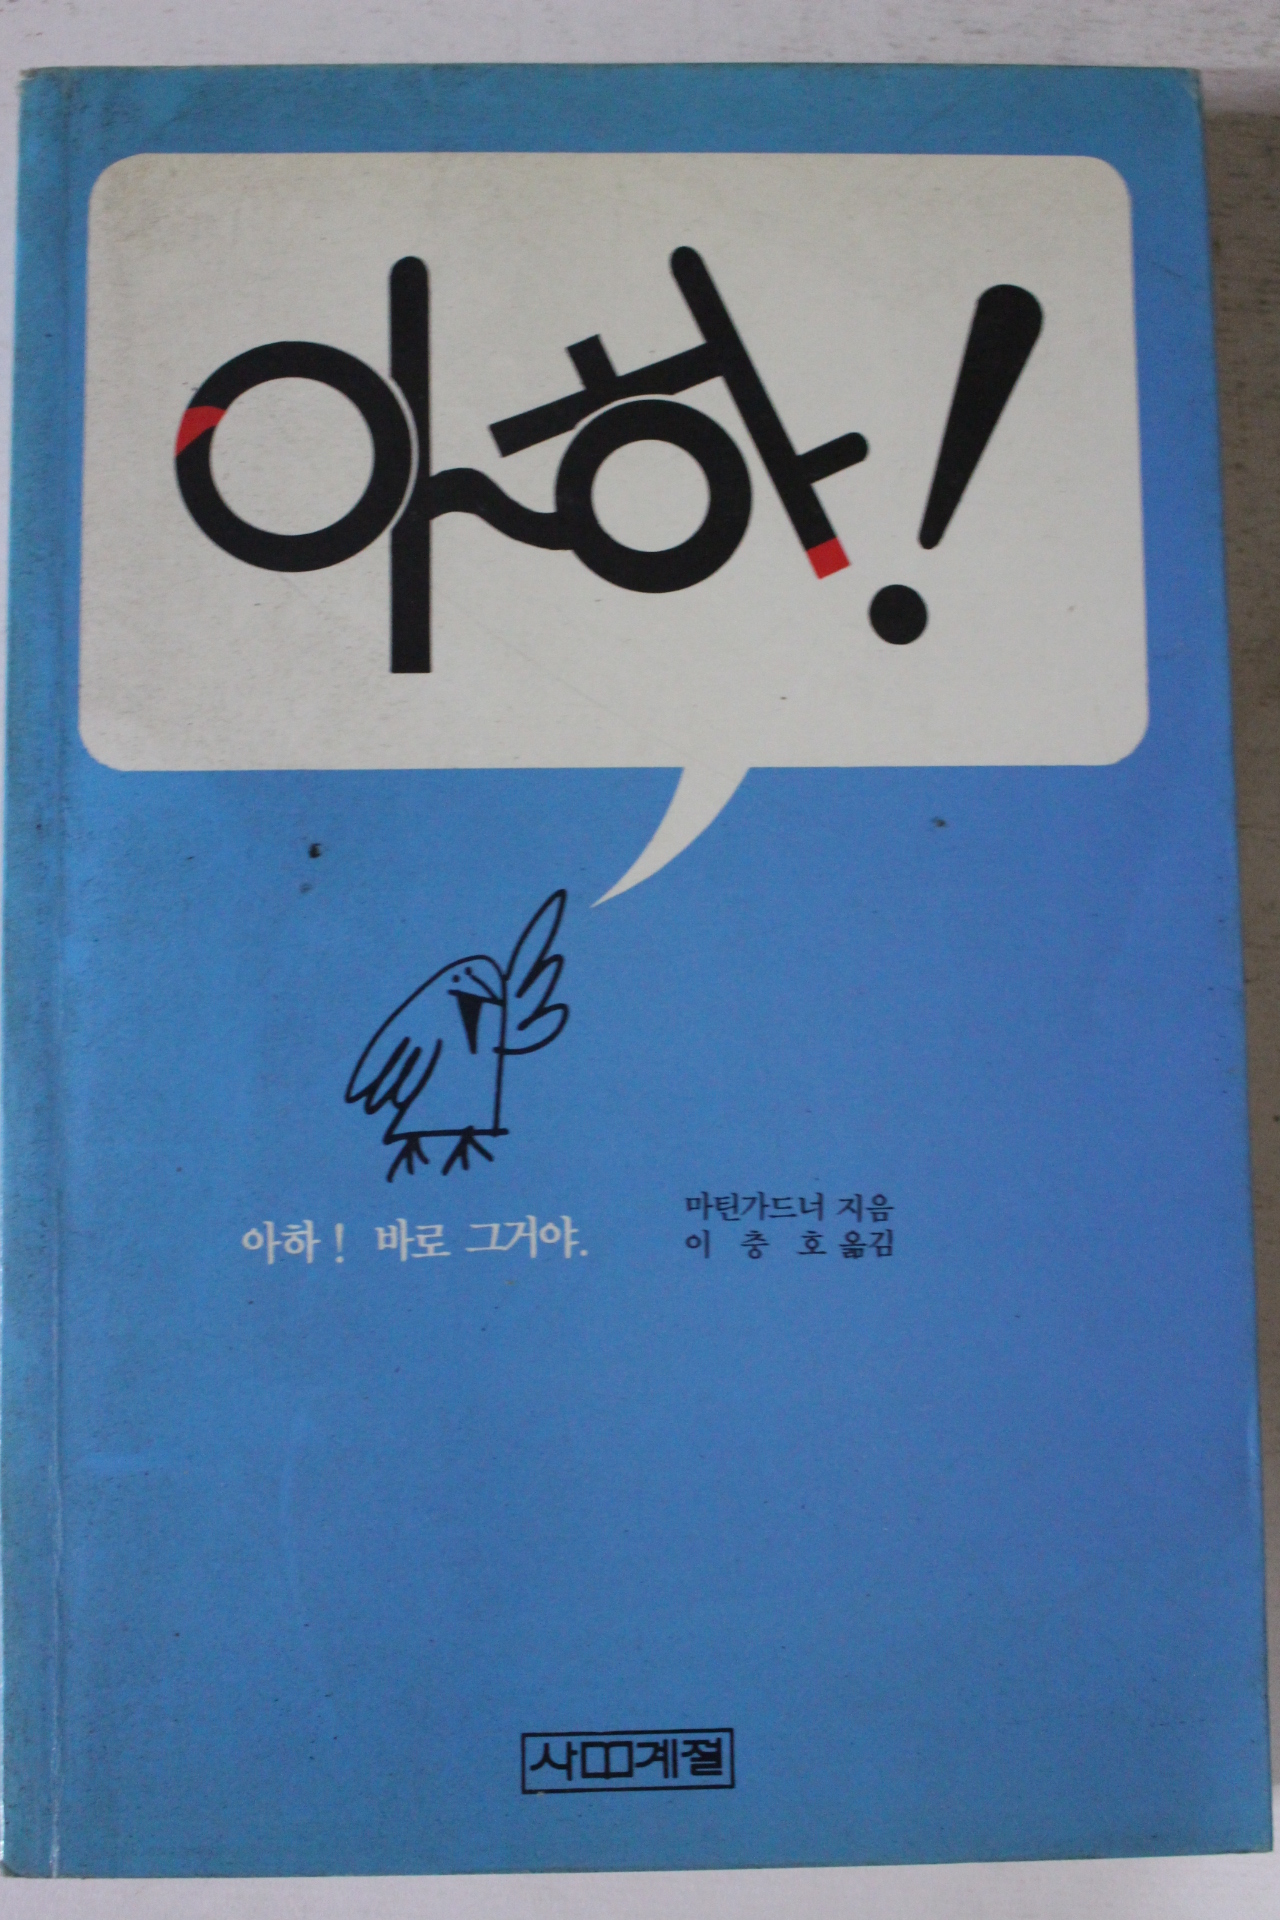 아하!
아하! 바로 그거야.
마틴가드너 지음
이충호 옮김
사계절